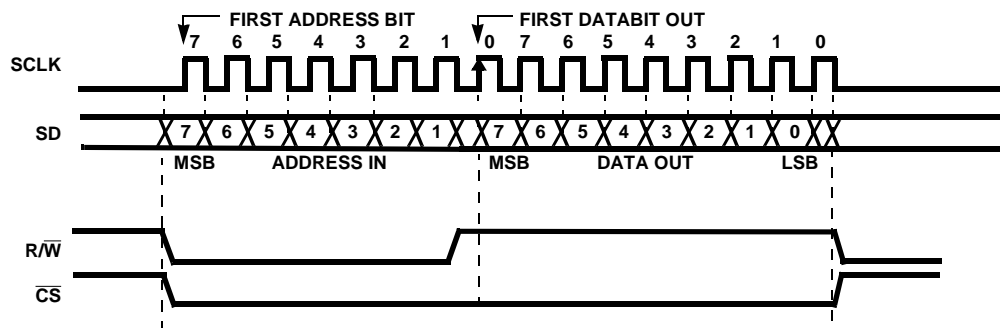 FIRST ADDRESS BIT FIRST DATABIT OUT
7 6 5 4 3 2 1 0 7 6 5 4 3 2 1 0
SCLK
SD 7 6 5 4 3 2 1 7 6 5 4 3 2 1 0
MSB ADDRESS IN MSB DATA OUT LSB
R/W̅
C̅S̅